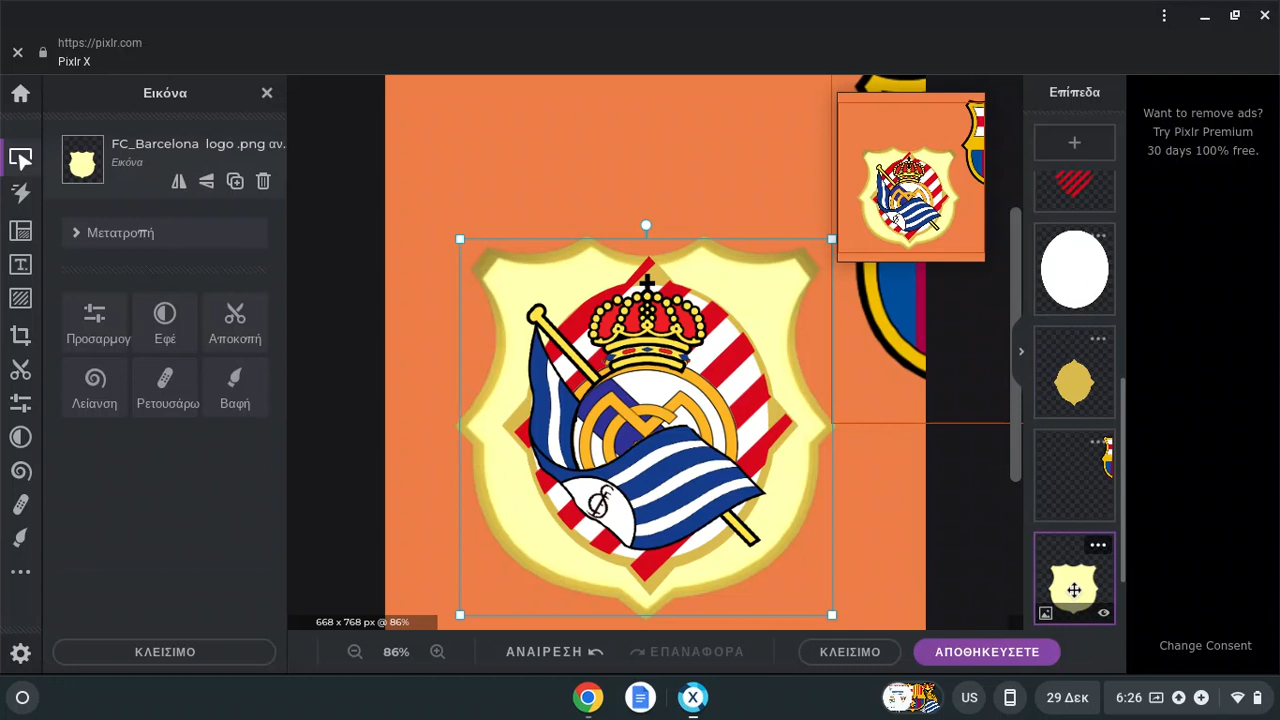 https://pixlr.com
Pixlr X
Εικόνα
FC_Barcelona logo .png αν.
Εικόνα
Μετατροπή
Προσαρμογ
Εφέ
Αποκοπή
Λείανση
Ρετουσάρω
Βαφή
ΚΛΕΙΣΙΜΟ
668 x 768 px @ 86%
86%
ΑΝΑΙΡΕΣΗ
ΕΠΑΝΑΦΟΡΑ
ΚΛΕΙΣΙΜΟ
ΑΠΟΘΗΚΕΥΣΕΤΕ
Επίπεδα
Want to remove ads?
Try Pixlr Premium
30 days 100% free.
Change Consent
US
29 Δεκ
6:26